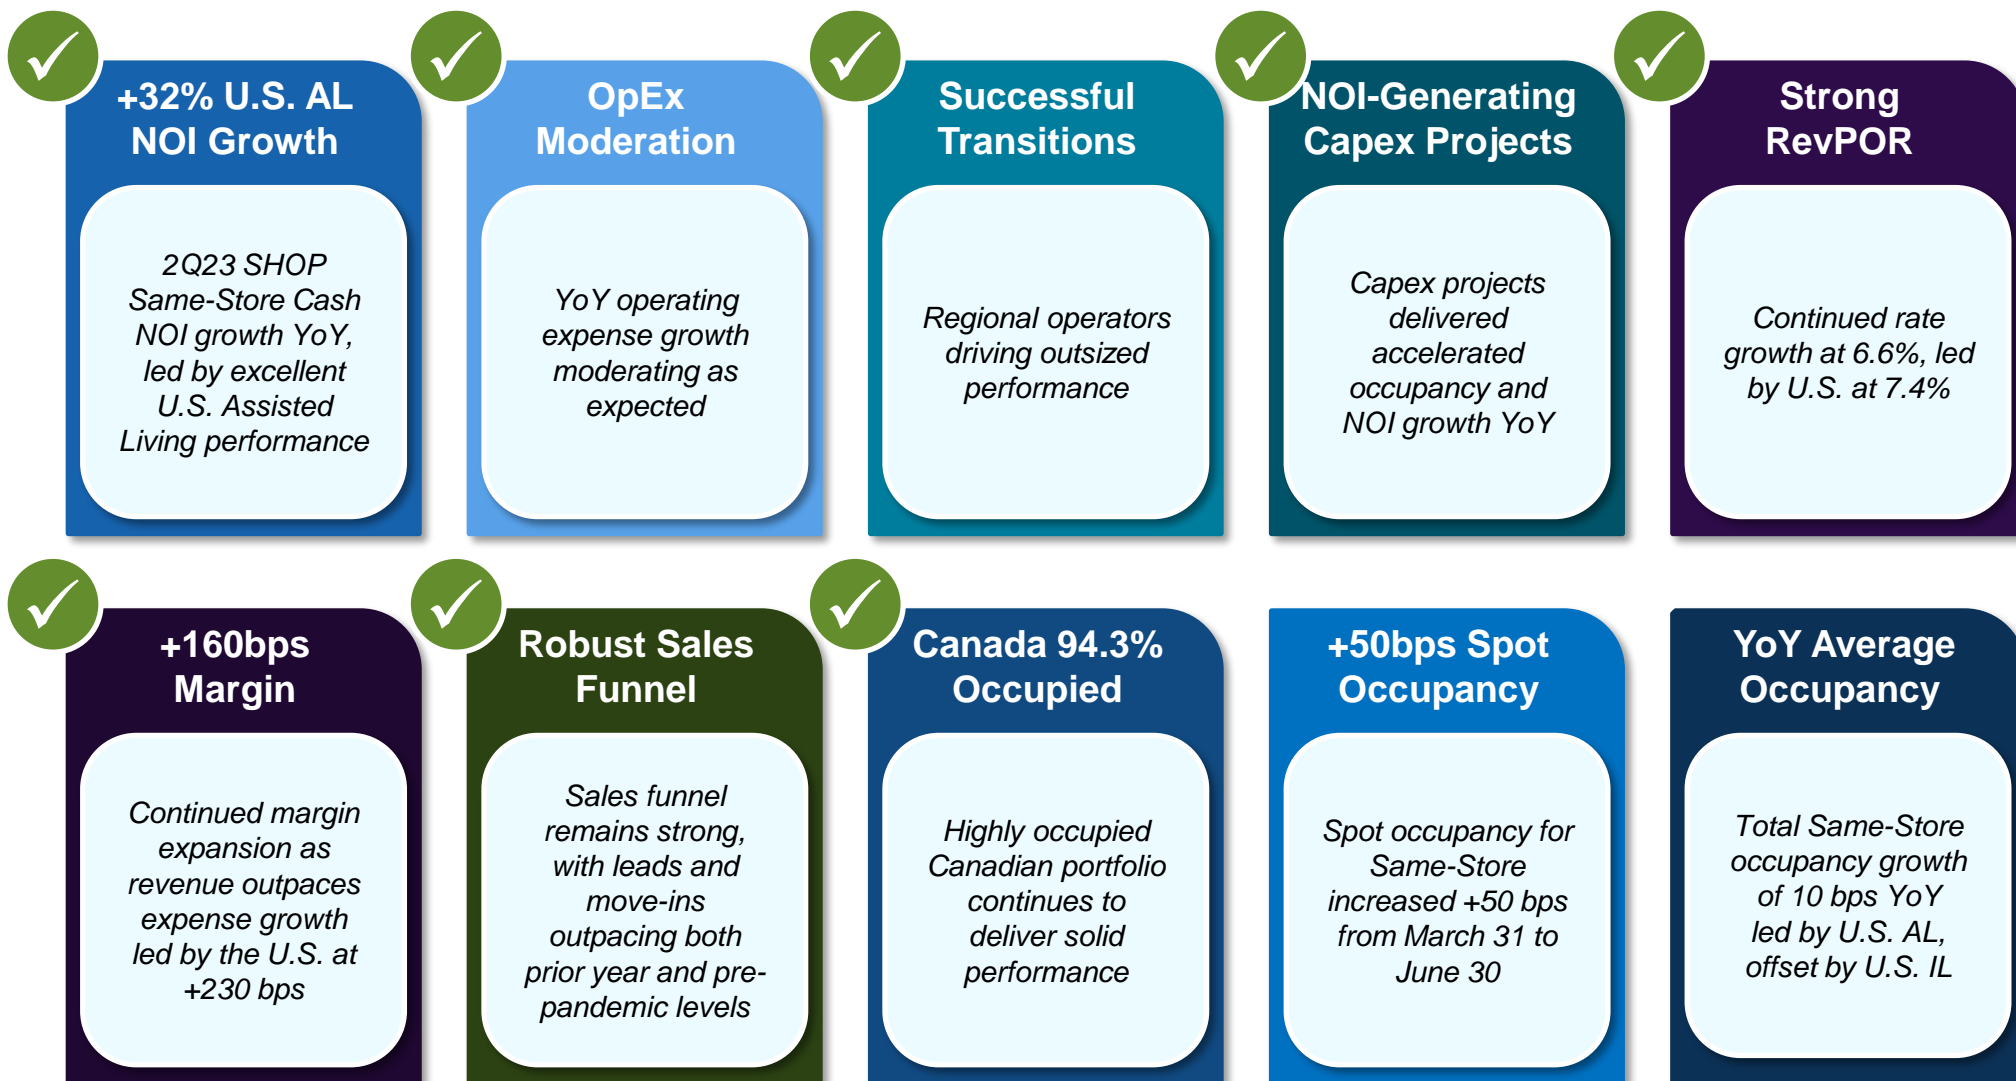 +32% U.S. AL
NOI Growth
2Q23 SHOP
Same-Store Cash
NOI growth YoY,
led by excellent
U.S. Assisted
Living performance
OpEx
Moderation
YoY operating
expense growth
moderating as
expected
Successful
Transitions
Regional operators
driving outsized
performance
NOI-Generating
Capex Projects
Capex projects
delivered
accelerated
occupancy and
NOI growth YoY
Strong
RevPOR
Continued rate
growth at 6.6%, led
by U.S. at 7.4%
+160bps
Margin
Continued margin
expansion as
revenue outpaces
expense growth
led by the U.S. at
+230 bps
Robust Sales
Funnel
Sales funnel
remains strong,
with leads and
move-ins
outpacing both
prior year and pre-
pandemic levels
Canada 94.3%
Occupied
Highly occupied
Canadian portfolio
continues to
deliver solid
performance
+50bps Spot
Occupancy
Spot occupancy for
Same-Store
increased +50 bps
from March 31 to
June 30
YoY Average
Occupancy
Total Same-Store
occupancy growth
of 10 bps YoY
led by U.S. AL,
offset by U.S. IL